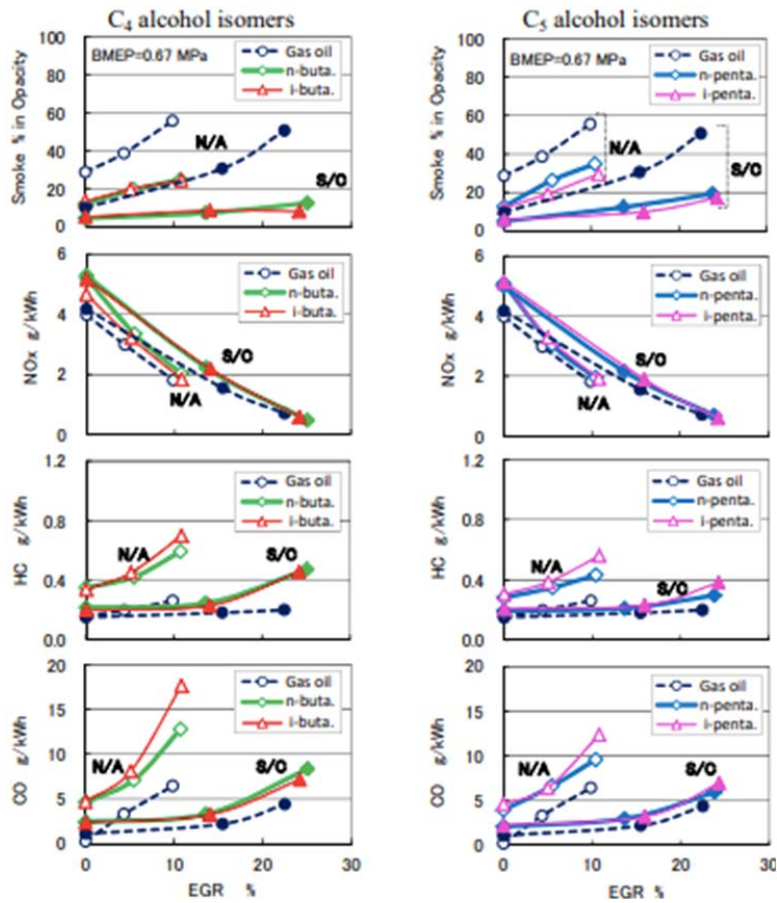 C4 alcohol isomers
100
80
60
40
20
0
Smoke % in Opacity
BMEP=0.67 MPa
Gas oil
n-buta.
i-buta.
N/A
S/C
6
4
2
0
NOx g/kWh
Gas oil
n-buta.
i-buta.
S/C
N/A
1.2
0.8
0.4
0.0
HC g/kWh
Gas oil
n-buta.
i-buta.
N/A
S/C
20
15
10
5
0
CO g/kWh
Gas oil
n-buta.
i-buta.
N/A
S/C
0 10 20 30
EGR %
C5 alcohol isomers
100
80
60
40
20
0
Smoke % in Opacity
BMEP=0.67 MPa
Gas oil
n-penta.
i-penta.
N/A
S/C
6
4
2
0
NOx g/kWh
Gas oil
n-penta.
i-penta.
S/C
N/A
1.2
0.8
0.4
0.0
HC g/kWh
Gas oil
n-penta.
i-penta.
N/A
S/C
20
15
10
5
0
CO g/kWh
Gas oil
n-penta.
i-penta.
N/A
S/C
0 10 20 30
EGR %